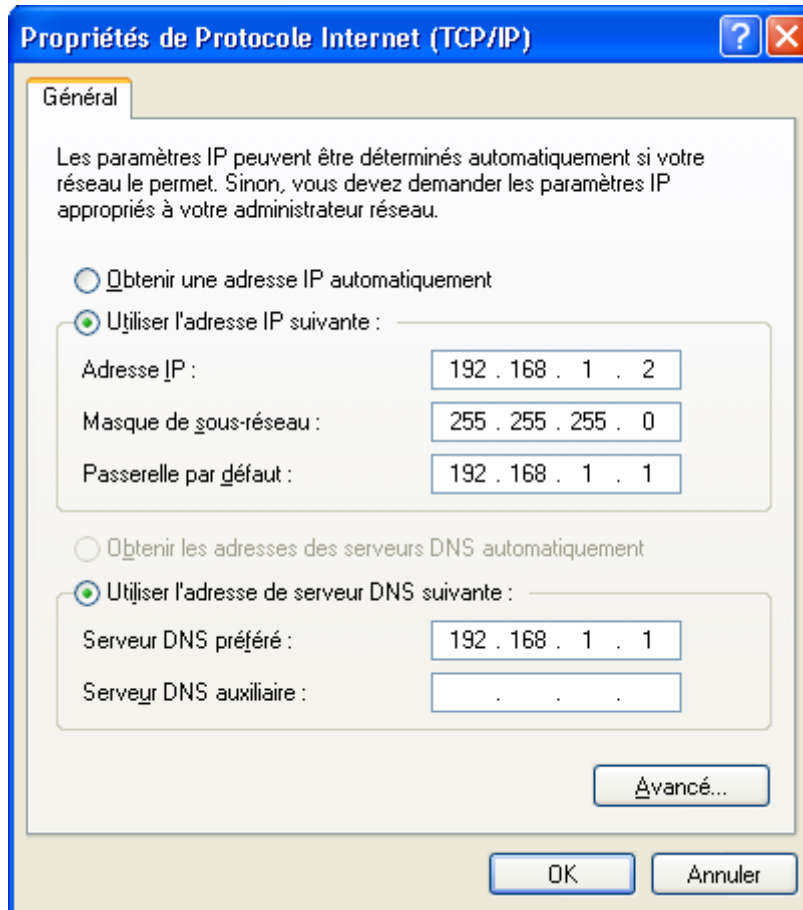 Propriétés de Protocole Internet (TCP/IP)
Général
Les paramètres IP peuvent être déterminés automatiquement si votre
réseau le permet. Sinon, vous devez demander les paramètres IP
appropriés à votre administrateur réseau.
Obtenir une adresse IP automatiquement
Utiliser l'adresse IP suivante :
Adresse IP : 192 . 168 . 1 . 2
Masque de sous-réseau : 255 . 255 . 255 . 0
Passerelle par défaut : 192 . 168 . 1 . 1
Obtenir les adresses des serveurs DNS automatiquement
Utiliser l'adresse de serveur DNS suivante :
Serveur DNS préféré : 192 . 168 . 1 . 1
Serveur DNS auxiliaire : . . .
Avancé...
OK Annuler